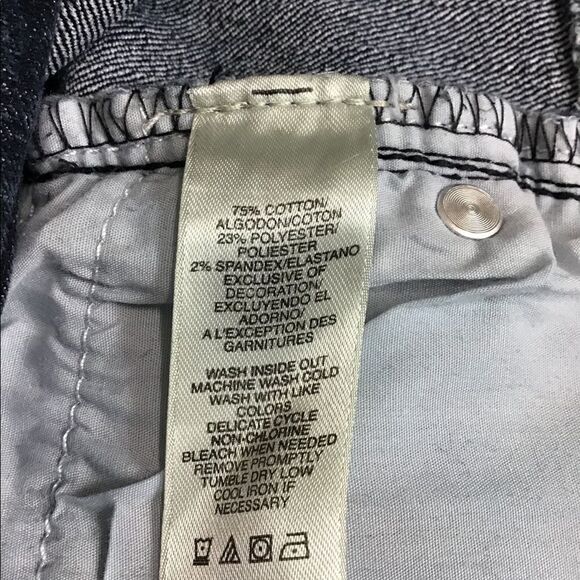 75% COTTON/
ALGODON/COTON
23% POLYESTER/
POLIESTER
2% SPANDEX/ELASTANO
EXCLUSIVE OF
DECORATION/
EXCLUYENDO EL
ADORNO/
A L'EXCEPTION DES
GARNITURES
WASH INSIDE OUT
MACHINE WASH COLD
WASH WITH LIKE
COLORS
DELICATE CYCLE
NON-CHLORINE
BLEACH WHEN NEEDED
REMOVE PROMPTLY
TUMBLE DRY LOW
COOL IRON IF
NECESSARY